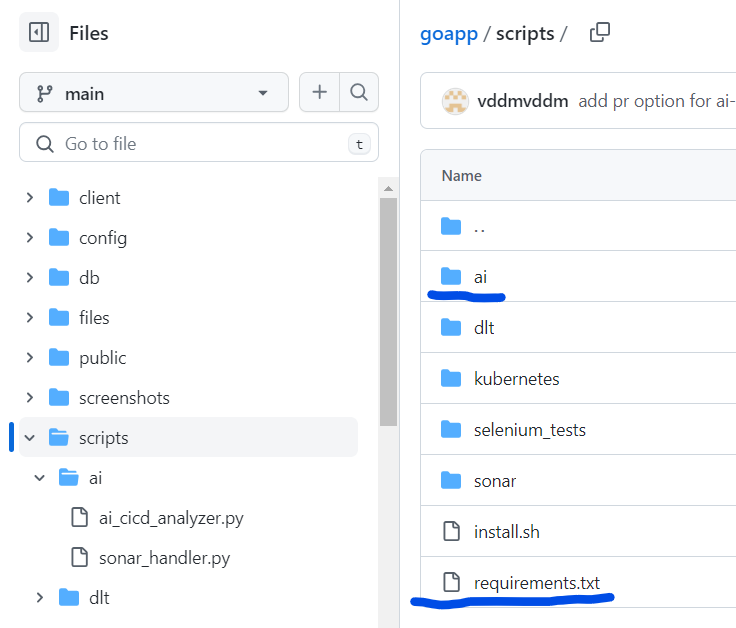 Files
main
Go to file
t
client
config
db
files
public
screenshots
scripts
ai
ai_cicd_analyzer.py
sonar_handler.py
dlt
goapp / scripts /
vddmvddm add pr option for ai-
Name
..
ai
dlt
kubernetes
selenium_tests
sonar
install.sh
requirements.txt